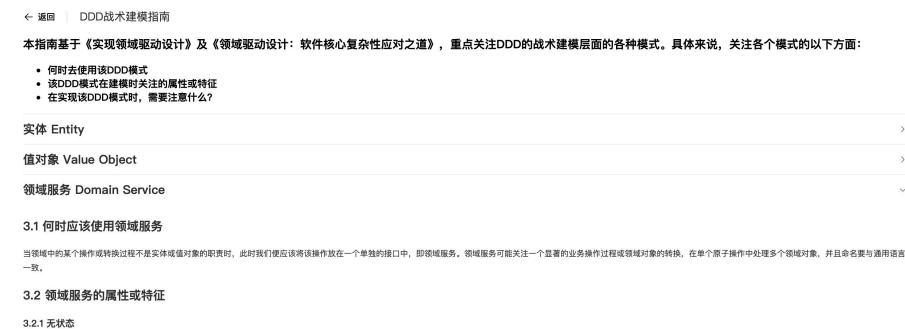 ← 返回 DDD战术建模指南
本指南基于《实现领域驱动设计》及《领域驱动设计：软件核心复杂性应对之道》，重点关注DDD的战术建模层面的各种模式。具体来说，关注各个模式的以下方面：
• 何时去使用该DDD模式
• 该DDD模式在建模时关注的属性或特征
• 在实现该DDD模式时，需要注意什么？
实体 Entity
值对象 Value Object
领域服务 Domain Service
3.1 何时应该使用领域服务
当领域中的某个操作或转换过程不是实体或值对象的职责时，此时我们便应该将该操作放在一个单独的接口中，即领域服务。领域服务可能关注一个显著的业务操作过程或领域对象的转换，在单个原子操作中处理多个领域对象，并且命名要与通用语言
一致。
3.2 领域服务的属性或特征
3.2.1 无状态